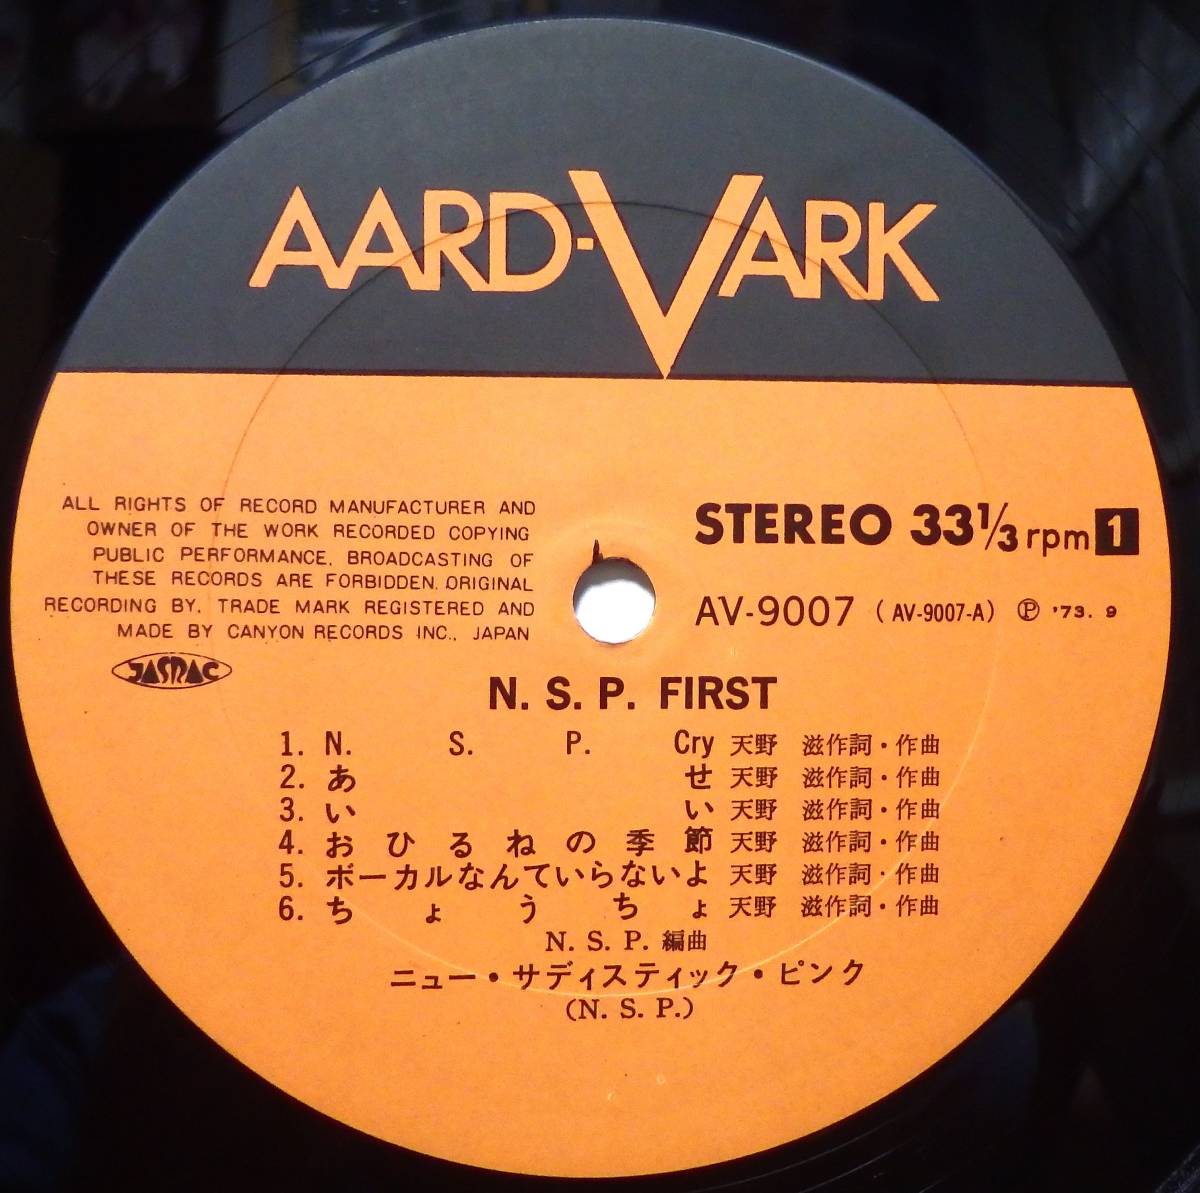 AARD-VARK
ALL RIGHTS OF RECORD MANUFACTURER AND
OWNER OF THE WORK RECORDED COPYING
PUBLIC PERFORMANCE, BROADCASTING OF
THESE RECORDS ARE FORBIDDEN. ORIGINAL
RECORDING BY. TRADE MARK REGISTERED AND
MADE BY CANYON RECORDS INC., JAPAN
JASRAC
STEREO 33 1/3 rpm 1
AV-9007 (AV-9007-A) Ⓟ '73. 9
N. S. P. FIRST
1. N. S. P. Cry 天野 滋作詞・作曲
2. あせ 天野 滋作詞・作曲
3. いい 天野 滋作詞・作曲
4. おひるねの季節 天野 滋作詞・作曲
5. ボーカルなんていらないよ 天野 滋作詞・作曲
6. ちょうちょ 天野 滋作詞・作曲
N. S. P. 編曲
ニュー・サディスティック・ピンク
(N. S. P.)